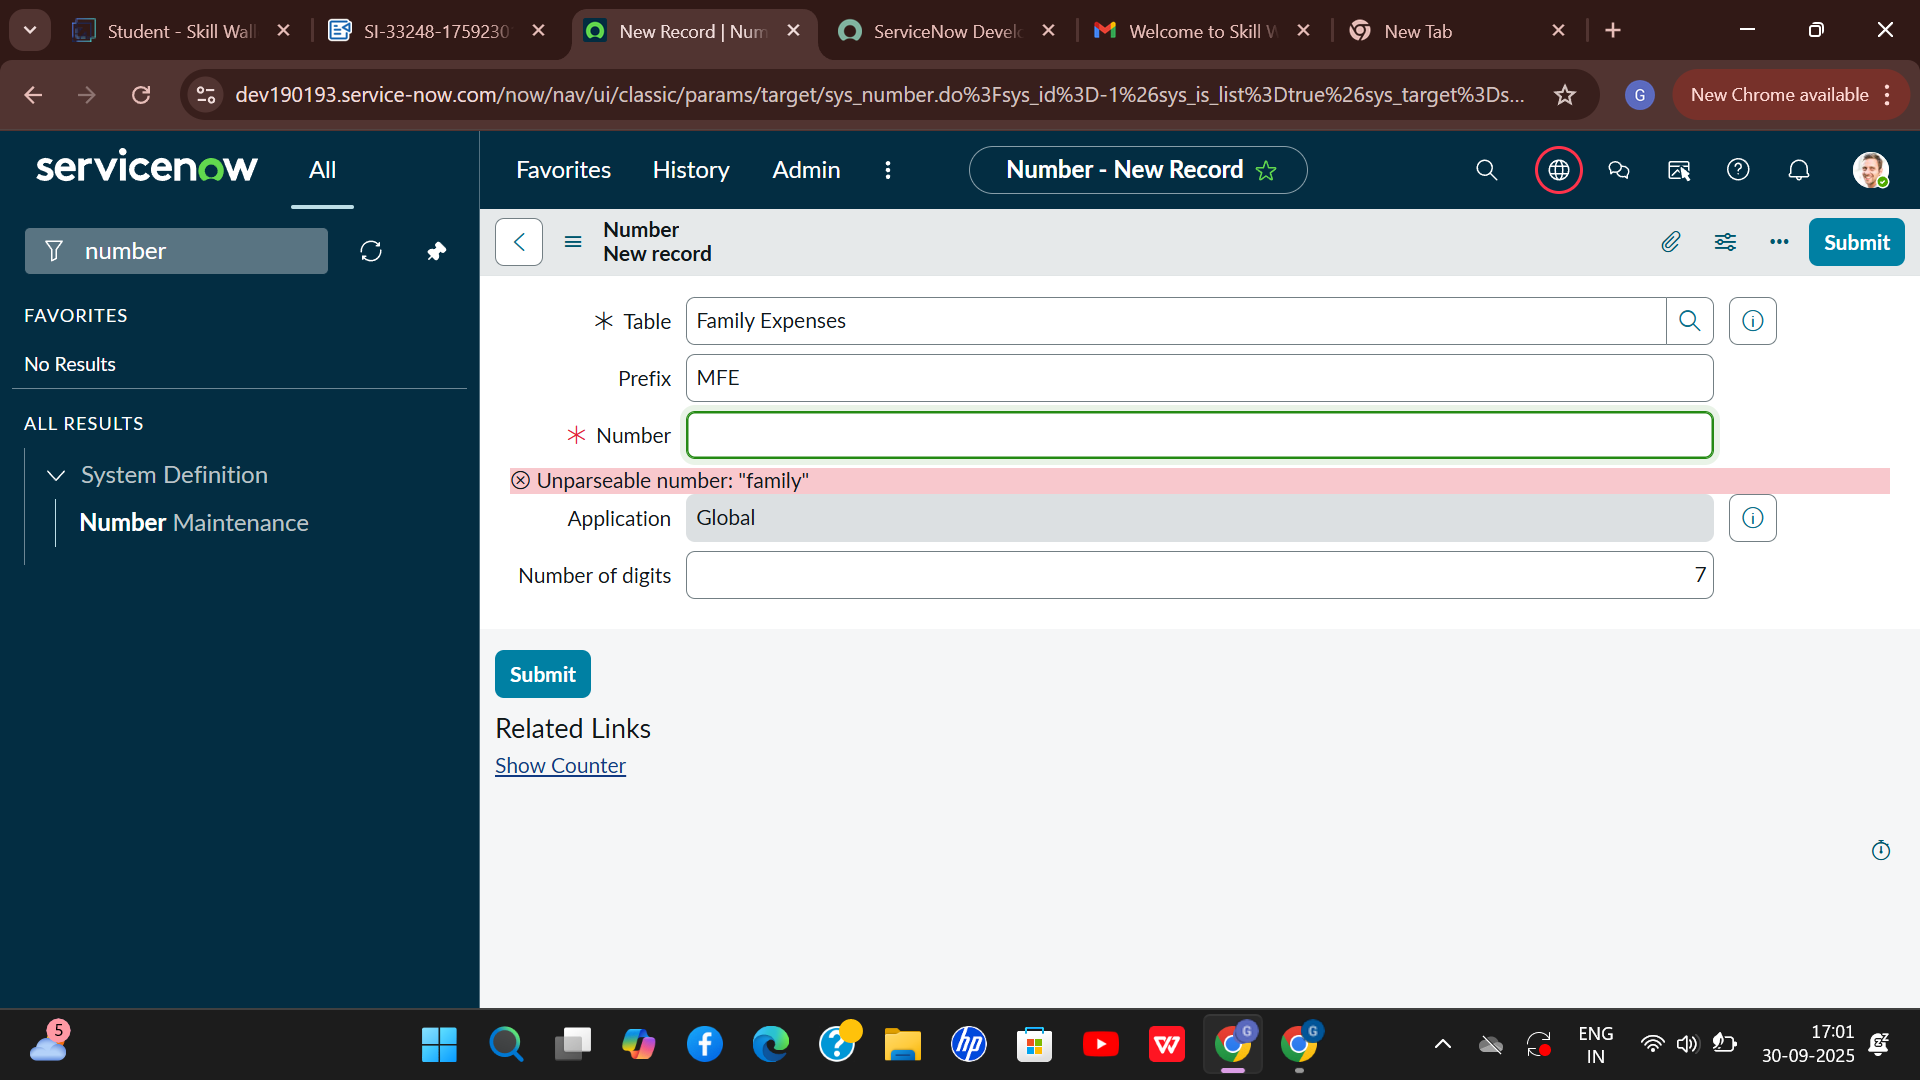 Student - Skill Wall
SI-33248-1759230
New Record | Num
ServiceNow Develo
Welcome to Skill W
New Tab
dev190193.service-now.com/now/nav/ui/classic/params/target/sys_number.do%3Fsys_id%3D-1%26sys_is_list%3Dtrue%26sys_target%3Ds...
G
New Chrome available
servicenow
All
Favorites
History
Admin
Number - New Record
number
Number
New record
Submit
FAVORITES
No Results
ALL RESULTS
System Definition
Number Maintenance
Table
Family Expenses
Prefix
MFE
Number
Unparseable number: "family"
Application
Global
Number of digits
7
Submit
Related Links
Show Counter
5
hp
G
G
ENG
IN
17:01
30-09-2025